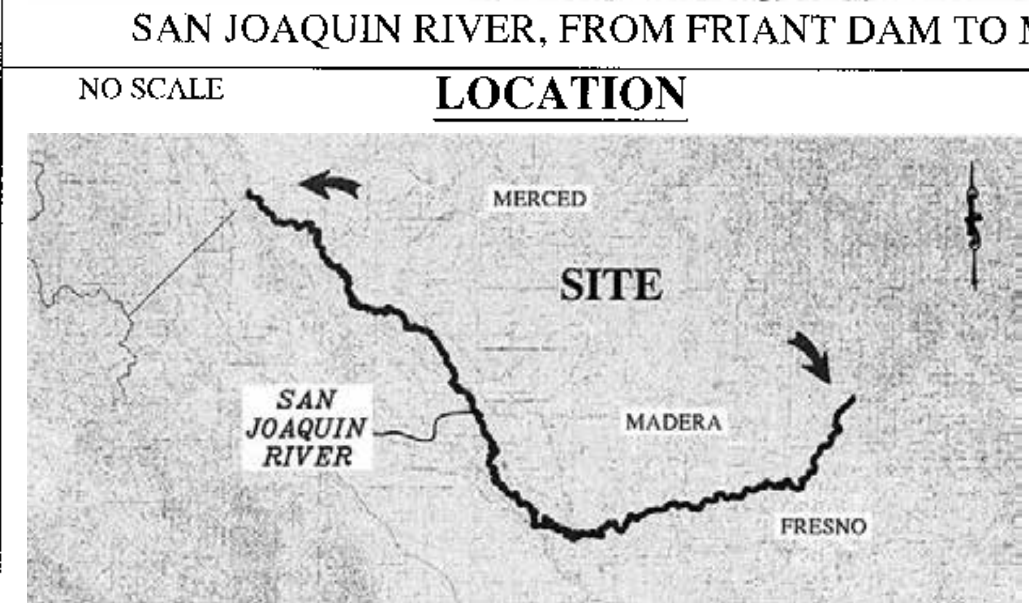 SAN JOAQUIN RIVER, FROM FRIANT DAM TO
NO SCALE
LOCATION
MERCED
SITE
SAN
JOAQUIN
RIVER
MADERA
FRESNO